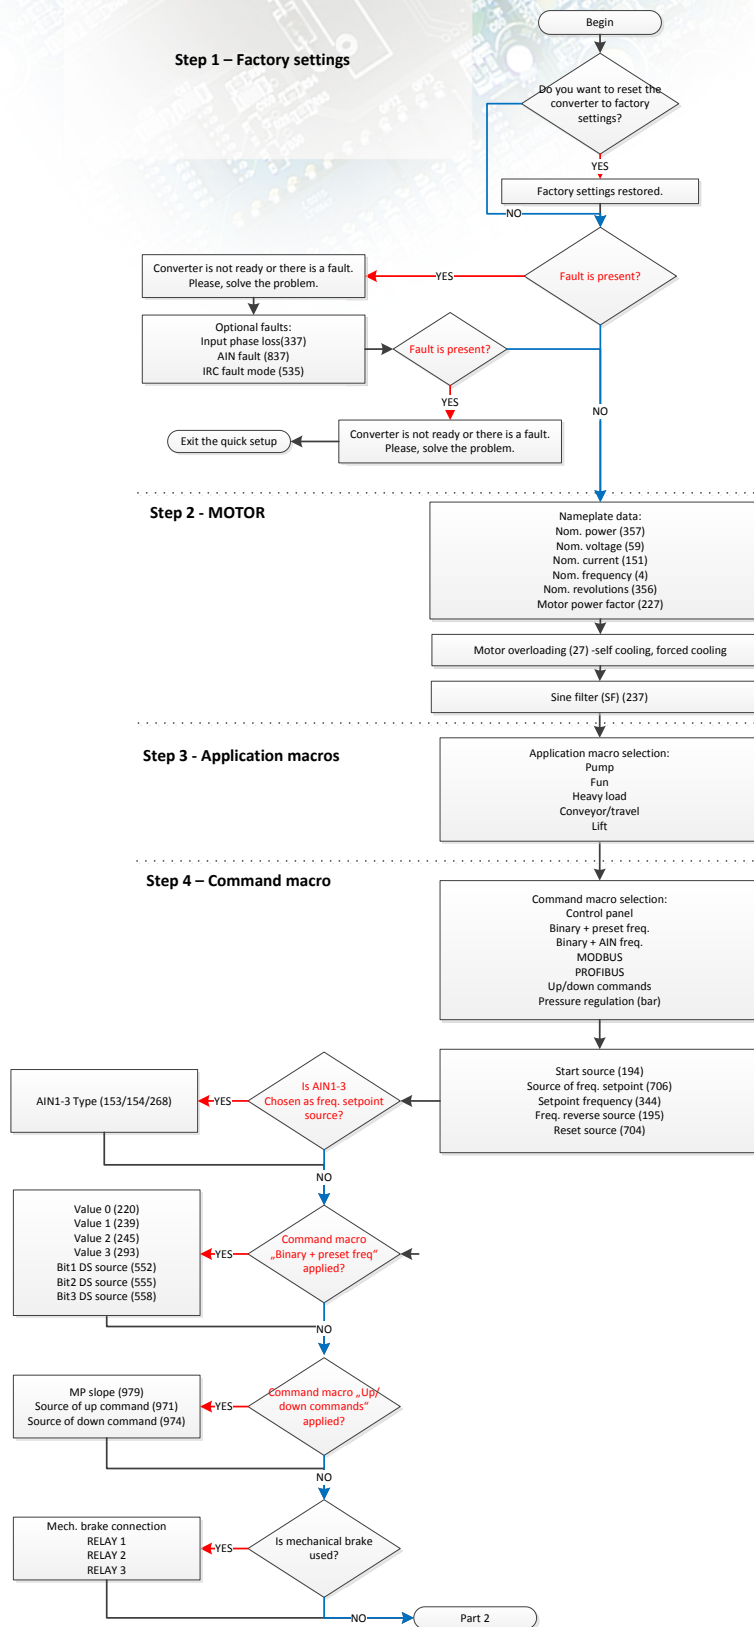 Begin
Step 1 – Factory settings
Do you want to reset the
converter to factory
settings?
YES
Factory settings restored.
NO
Fault is present?
YES
Converter is not ready or there is a fault.
Please, solve the problem.
Optional faults:
Input phase loss(337)
AIN fault (837)
IRC fault mode (535)
Fault is present?
YES
NO
Converter is not ready or there is a fault.
Please, solve the problem.
Exit the quick setup
Step 2 - MOTOR
Nameplate data:
Nom. power (357)
Nom. voltage (59)
Nom. current (151)
Nom. frequency (4)
Nom. revolutions (356)
Motor power factor (227)
Motor overloading (27) -self cooling, forced cooling
Sine filter (SF) (237)
Step 3 - Application macros
Application macro selection:
Pump
Fun
Heavy load
Conveyor/travel
Lift
Step 4 – Command macro
Command macro selection:
Control panel
Binary + preset freq.
Binary + AIN freq.
MODBUS
PROFIBUS
Up/down commands
Pressure regulation (bar)
Start source (194)
Source of freq. setpoint (706)
Setpoint frequency (344)
Freq. reverse source (195)
Reset source (704)
Is AIN1-3
Chosen as freq. setpoint
source?
YES
AIN1-3 Type (153/154/268)
NO
Value 0 (220)
Value 1 (239)
Value 2 (245)
Value 3 (293)
Bit1 DS source (552)
Bit2 DS source (555)
Bit3 DS source (558)
YES
Command macro
„Binary + preset freq“
applied?
NO
MP slope (979)
Source of up command (971)
Source of down command (974)
YES
Command macro „Up/
down commands“
applied?
NO
Mech. brake connection
RELAY 1
RELAY 2
RELAY 3
YES
Is mechanical brake
used?
NO
Part 2